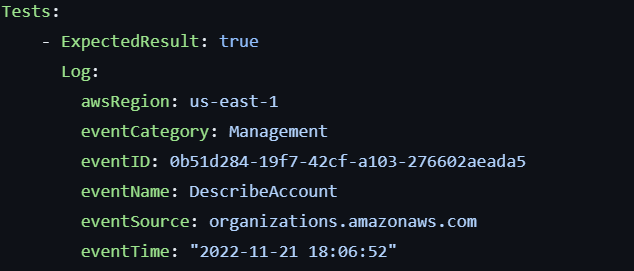 Tests:
- ExpectedResult: true
Log:
awsRegion: us-east-1
eventCategory: Management
eventID: 0b51d284-19f7-42cf-a103-276602aeada5
eventName: DescribeAccount
eventSource: organizations.amazonaws.com
eventTime: "2022-11-21 18:06:52"